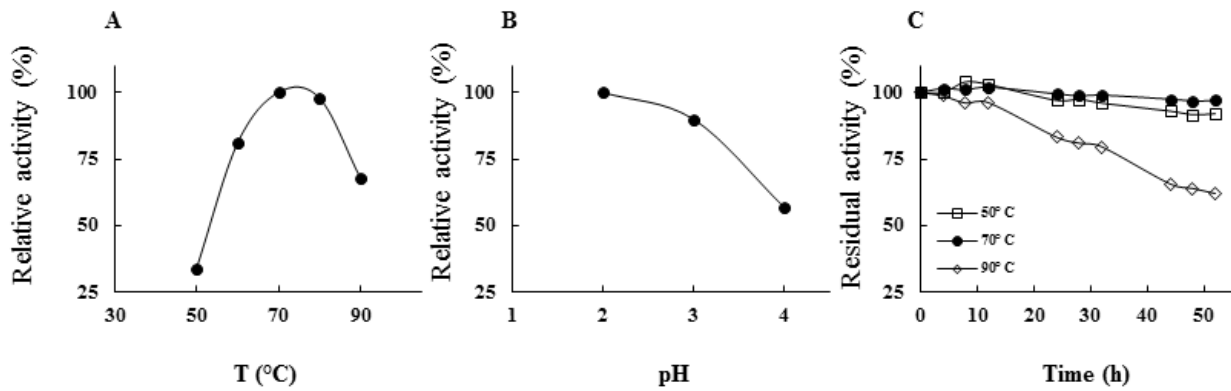 A
Relative activity (%)
100
75
50
25
30
50
70
90
T (°C)
B
Relative activity (%)
100
75
50
25
1
2
3
4
pH
C
Residual activity (%)
100
75
50
25
50° C
70° C
90° C
0
10
20
30
40
50
Time (h)